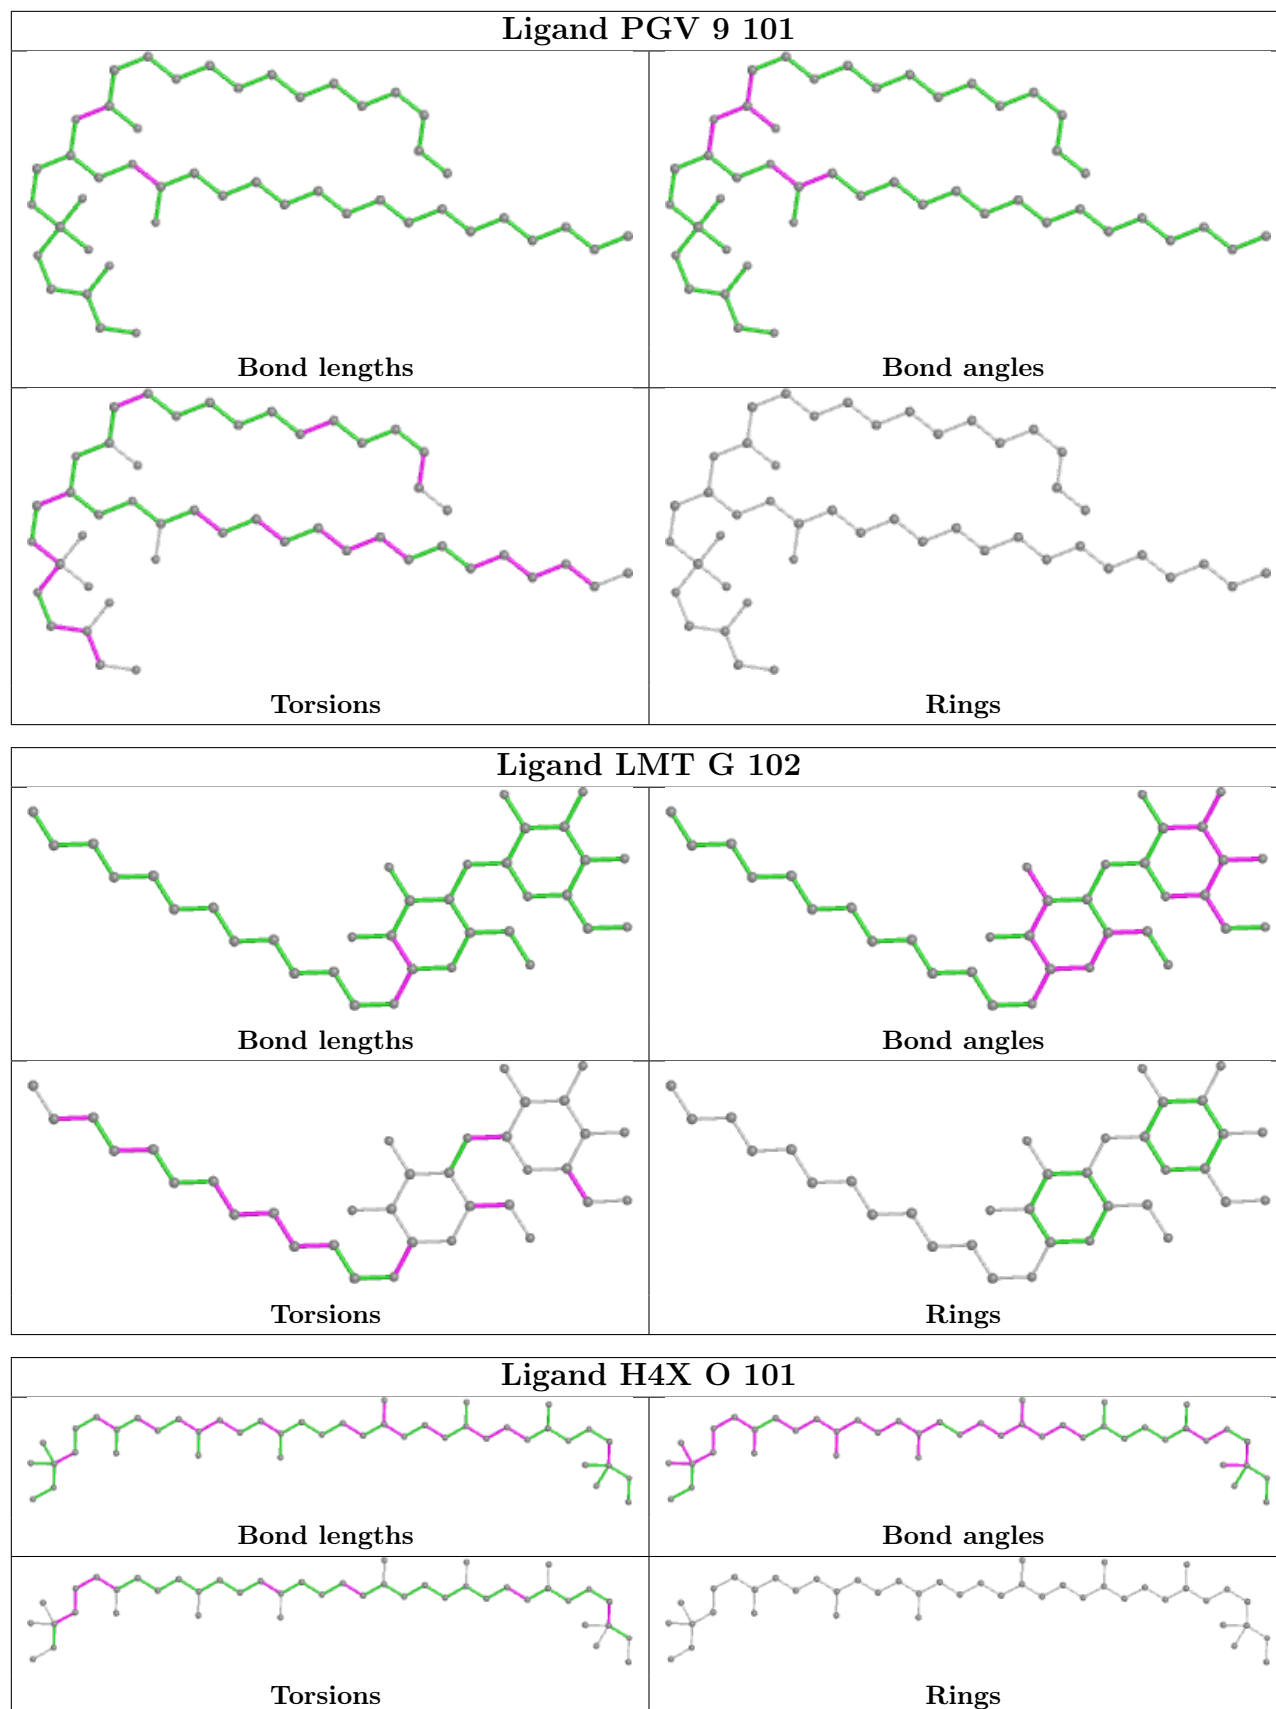 Ligand PGV 9 101
Bond lengths
Bond angles
Torsions
Rings
Ligand LMT G 102
Bond lengths
Bond angles
Torsions
Rings
Ligand H4X O 101
Bond lengths
Bond angles
Torsions
Rings